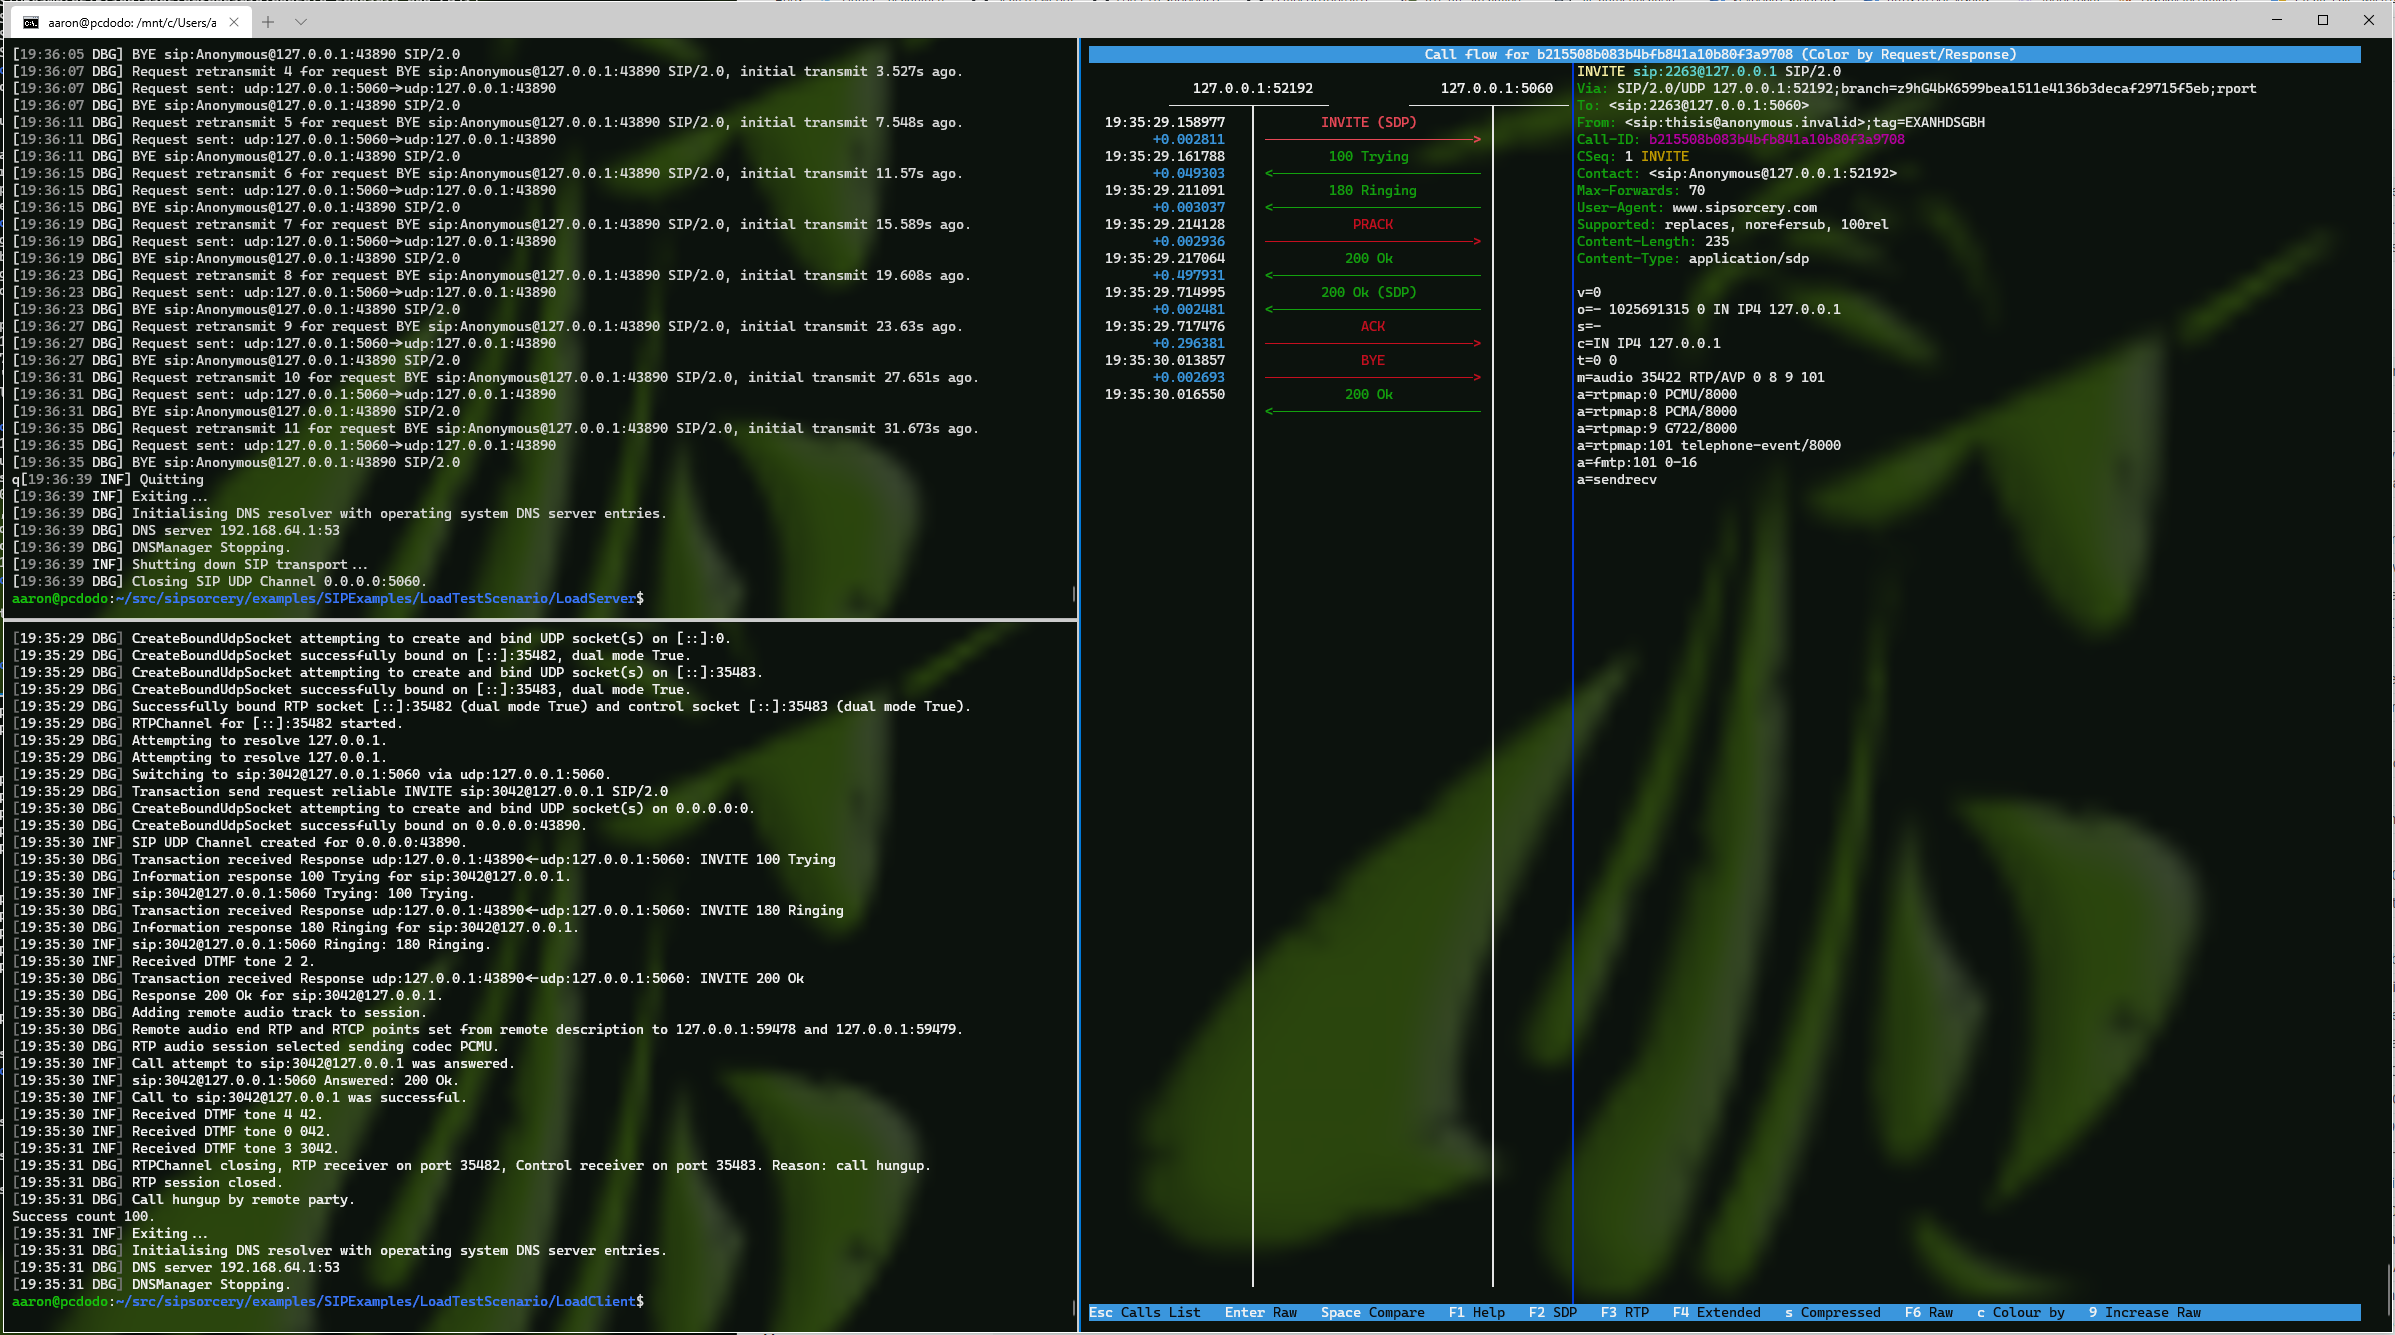 aaron@pcdodo: /mnt/c/Users/a
[19:36:05 DBG] BYE sip:Anonymous@127.0.0.1:43890 SIP/2.0
[19:36:07 DBG] Request retransmit 4 for request BYE sip:Anonymous@127.0.0.1:43890 SIP/2.0, initial transmit 3.527s ago.
[19:36:07 DBG] Request sent: udp:127.0.0.1:5060→udp:127.0.0.1:43890
[19:36:07 DBG] BYE sip:Anonymous@127.0.0.1:43890 SIP/2.0
[19:36:11 DBG] Request retransmit 5 for request BYE sip:Anonymous@127.0.0.1:43890 SIP/2.0, initial transmit 7.548s ago.
[19:36:11 DBG] Request sent: udp:127.0.0.1:5060→udp:127.0.0.1:43890
[19:36:11 DBG] BYE sip:Anonymous@127.0.0.1:43890 SIP/2.0
[19:36:15 DBG] Request retransmit 6 for request BYE sip:Anonymous@127.0.0.1:43890 SIP/2.0, initial transmit 11.57s ago.
[19:36:15 DBG] Request sent: udp:127.0.0.1:5060→udp:127.0.0.1:43890
[19:36:15 DBG] BYE sip:Anonymous@127.0.0.1:43890 SIP/2.0
[19:36:19 DBG] Request retransmit 7 for request BYE sip:Anonymous@127.0.0.1:43890 SIP/2.0, initial transmit 15.589s ago.
[19:36:19 DBG] Request sent: udp:127.0.0.1:5060→udp:127.0.0.1:43890
[19:36:19 DBG] BYE sip:Anonymous@127.0.0.1:43890 SIP/2.0
[19:36:23 DBG] Request retransmit 8 for request BYE sip:Anonymous@127.0.0.1:43890 SIP/2.0, initial transmit 19.608s ago.
[19:36:23 DBG] Request sent: udp:127.0.0.1:5060→udp:127.0.0.1:43890
[19:36:23 DBG] BYE sip:Anonymous@127.0.0.1:43890 SIP/2.0
[19:36:27 DBG] Request retransmit 9 for request BYE sip:Anonymous@127.0.0.1:43890 SIP/2.0, initial transmit 23.63s ago.
[19:36:27 DBG] Request sent: udp:127.0.0.1:5060→udp:127.0.0.1:43890
[19:36:27 DBG] BYE sip:Anonymous@127.0.0.1:43890 SIP/2.0
[19:36:31 DBG] Request retransmit 10 for request BYE sip:Anonymous@127.0.0.1:43890 SIP/2.0, initial transmit 27.651s ago.
[19:36:31 DBG] Request sent: udp:127.0.0.1:5060→udp:127.0.0.1:43890
[19:36:31 DBG] BYE sip:Anonymous@127.0.0.1:43890 SIP/2.0
[19:36:35 DBG] Request retransmit 11 for request BYE sip:Anonymous@127.0.0.1:43890 SIP/2.0, initial transmit 31.673s ago.
[19:36:35 DBG] Request sent: udp:127.0.0.1:5060→udp:127.0.0.1:43890
[19:36:35 DBG] BYE sip:Anonymous@127.0.0.1:43890 SIP/2.0
q[19:36:39 INF] Quitting
[19:36:39 INF] Exiting...
[19:36:39 DBG] Initialising DNS resolver with operating system DNS server entries.
[19:36:39 DBG] DNS server 192.168.64.1:53
[19:36:39 DBG] DNSManager Stopping.
[19:36:39 INF] Shutting down SIP transport...
[19:36:39 DBG] Closing SIP UDP Channel 0.0.0.0:5060.
aaron@pcdodo:~/src/sipsorcery/examples/SIPExamples/LoadTestScenario/LoadServer$
[19:35:29 DBG] CreateBoundUdpSocket attempting to create and bind UDP socket(s) on [::]:0.
[19:35:29 DBG] CreateBoundUdpSocket successfully bound on [::]:35482, dual mode True.
[19:35:29 DBG] CreateBoundUdpSocket attempting to create and bind UDP socket(s) on [::]:35483.
[19:35:29 DBG] CreateBoundUdpSocket successfully bound on [::]:35483, dual mode True.
[19:35:29 DBG] Successfully bound RTP socket [::]:35482 (dual mode True) and control socket [::]:35483 (dual mode True).
[19:35:29 DBG] RTPChannel for [::]:35482 started.
[19:35:29 DBG] Attempting to resolve 127.0.0.1.
[19:35:29 DBG] Attempting to resolve 127.0.0.1.
[19:35:29 DBG] Switching to sip:3042@127.0.0.1:5060 via udp:127.0.0.1:5060.
[19:35:29 DBG] Transaction send request reliable INVITE sip:3042@127.0.0.1 SIP/2.0
[19:35:30 DBG] CreateBoundUdpSocket attempting to create and bind UDP socket(s) on 0.0.0.0:0.
[19:35:30 DBG] CreateBoundUdpSocket successfully bound on 0.0.0.0:43890.
[19:35:30 INF] SIP UDP Channel created for 0.0.0.0:43890.
[19:35:30 DBG] Transaction received Response udp:127.0.0.1:43890←udp:127.0.0.1:5060: INVITE 100 Trying
[19:35:30 DBG] Information response 100 Trying for sip:3042@127.0.0.1.
[19:35:30 INF] sip:3042@127.0.0.1:5060 Trying: 100 Trying.
[19:35:30 DBG] Transaction received Response udp:127.0.0.1:43890←udp:127.0.0.1:5060: INVITE 180 Ringing
[19:35:30 DBG] Information response 180 Ringing for sip:3042@127.0.0.1.
[19:35:30 INF] sip:3042@127.0.0.1:5060 Ringing: 180 Ringing.
[19:35:30 INF] Received DTMF tone 2 2.
[19:35:30 DBG] Transaction received Response udp:127.0.0.1:43890←udp:127.0.0.1:5060: INVITE 200 Ok
[19:35:30 DBG] Response 200 Ok for sip:3042@127.0.0.1.
[19:35:30 DBG] Adding remote audio track to session.
[19:35:30 DBG] Remote audio end RTP and RTCP points set from remote description to 127.0.0.1:59478 and 127.0.0.1:59479.
[19:35:30 DBG] RTP audio session selected sending codec PCMU.
[19:35:30 INF] Call attempt to sip:3042@127.0.0.1 was answered.
[19:35:30 INF] sip:3042@127.0.0.1:5060 Answered: 200 Ok.
[19:35:30 INF] Call to sip:3042@127.0.0.1 was successful.
[19:35:30 INF] Received DTMF tone 4 42.
[19:35:30 INF] Received DTMF tone 0 042.
[19:35:31 INF] Received DTMF tone 3 3042.
[19:35:31 DBG] RTPChannel closing, RTP receiver on port 35482, Control receiver on port 35483. Reason: call hungup.
[19:35:31 DBG] RTP session closed.
[19:35:31 DBG] Call hungup by remote party.
Success count 100.
[19:35:31 INF] Exiting...
[19:35:31 DBG] Initialising DNS resolver with operating system DNS server entries.
[19:35:31 DBG] DNS server 192.168.64.1:53
[19:35:31 DBG] DNSManager Stopping.
aaron@pcdodo:~/src/sipsorcery/examples/SIPExamples/LoadTestScenario/LoadClient$
Call flow for b215508b083b4bfb841a10b80f3a9708 (Color by Request/Response)
127.0.0.1:52192 127.0.0.1:5060
19:35:29.158977 INVITE (SDP)
+0.002811
19:35:29.161788 100 Trying
+0.049303
19:35:29.211091 180 Ringing
+0.003037
19:35:29.214128 PRACK
+0.002936
19:35:29.217064 200 Ok
+0.497931
19:35:29.714995 200 Ok (SDP)
+0.002481
19:35:29.717476 ACK
+0.296381
19:35:30.013857 BYE
+0.002693
19:35:30.016550 200 Ok
INVITE sip:2263@127.0.0.1 SIP/2.0
Via: SIP/2.0/UDP 127.0.0.1:52192;branch=z9hG4bK6599bea1511e4136b3decaf29715f5eb;rport
To: <sip:2263@127.0.0.1:5060>
From: <sip:thisis@anonymous.invalid>;tag=EXANHDSGBH
Call-ID: b215508b083b4bfb841a10b80f3a9708
CSeq: 1 INVITE
Contact: <sip:Anonymous@127.0.0.1:52192>
Max-Forwards: 70
User-Agent: www.sipsorcery.com
Supported: replaces, norefersub, 100rel
Content-Length: 235
Content-Type: application/sdp
v=0
o=- 1025691315 0 IN IP4 127.0.0.1
s=-
c=IN IP4 127.0.0.1
t=0 0
m=audio 35422 RTP/AVP 0 8 9 101
a=rtpmap:0 PCMU/8000
a=rtpmap:8 PCMA/8000
a=rtpmap:9 G722/8000
a=rtpmap:101 telephone-event/8000
a=fmtp:101 0-16
a=sendrecv
Esc Calls List Enter Raw Space Compare F1 Help F2 SDP F3 RTP F4 Extended s Compressed F6 Raw c Colour by 9 Increase Raw